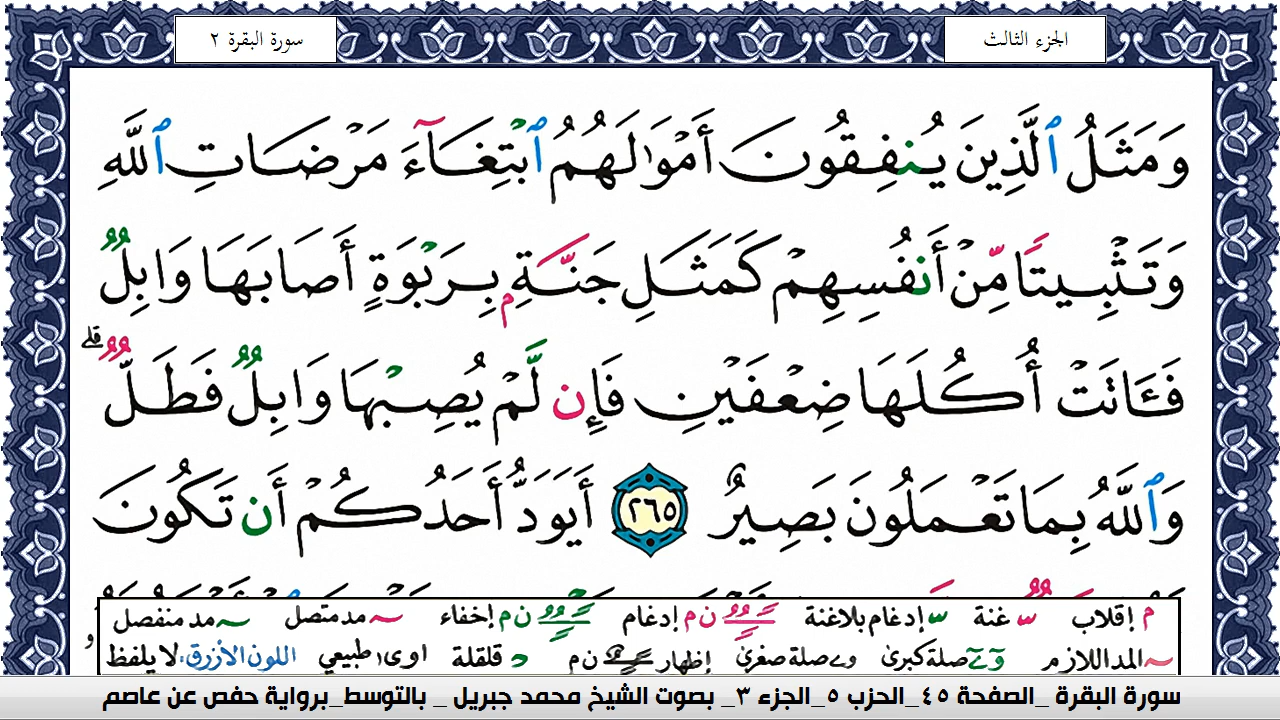 الجزء الثالث
سورة البقرة ٢
وَمَثَلُ ٱلَّذِينَ يُنفِقُونَ أَمْوَٰلَهُمُ ٱبْتِغَآءَ مَرْضَاتِ ٱللَّهِ
وَتَثْبِيتًا مِّنْ أَنفُسِهِمْ كَمَثَلِ جَنَّةٍۭ بِرَبْوَةٍ أَصَابَهَا وَابِلٌ
فَـَٔاتَتْ أُكُلَهَا ضِعْفَيْنِ فَإِن لَّمْ يُصِبْهَا وَابِلٌ فَطَلٌّ ۗ
وَٱللَّهُ بِمَا تَعْمَلُونَ بَصِيرٌ ٢٦٥ أَيَوَدُّ أَحَدُكُمْ أَن تَكُونَ
م إقلاب غنة إدغام بلاغنة ن م إدغام ن م إخفاء مد متصل مد منفصل و
المد اللازم صلة كبرى صلة صغرى إظهار ن م قلقلة اوى طبيعي اللون الأزرق لا يلفظ
سورة البقرة _الصفحة ٤٥_الحزب ٥_الجزء ٣_ بصوت الشيخ محمد جبريل _ بالتوسط_برواية حفص عن عاصم